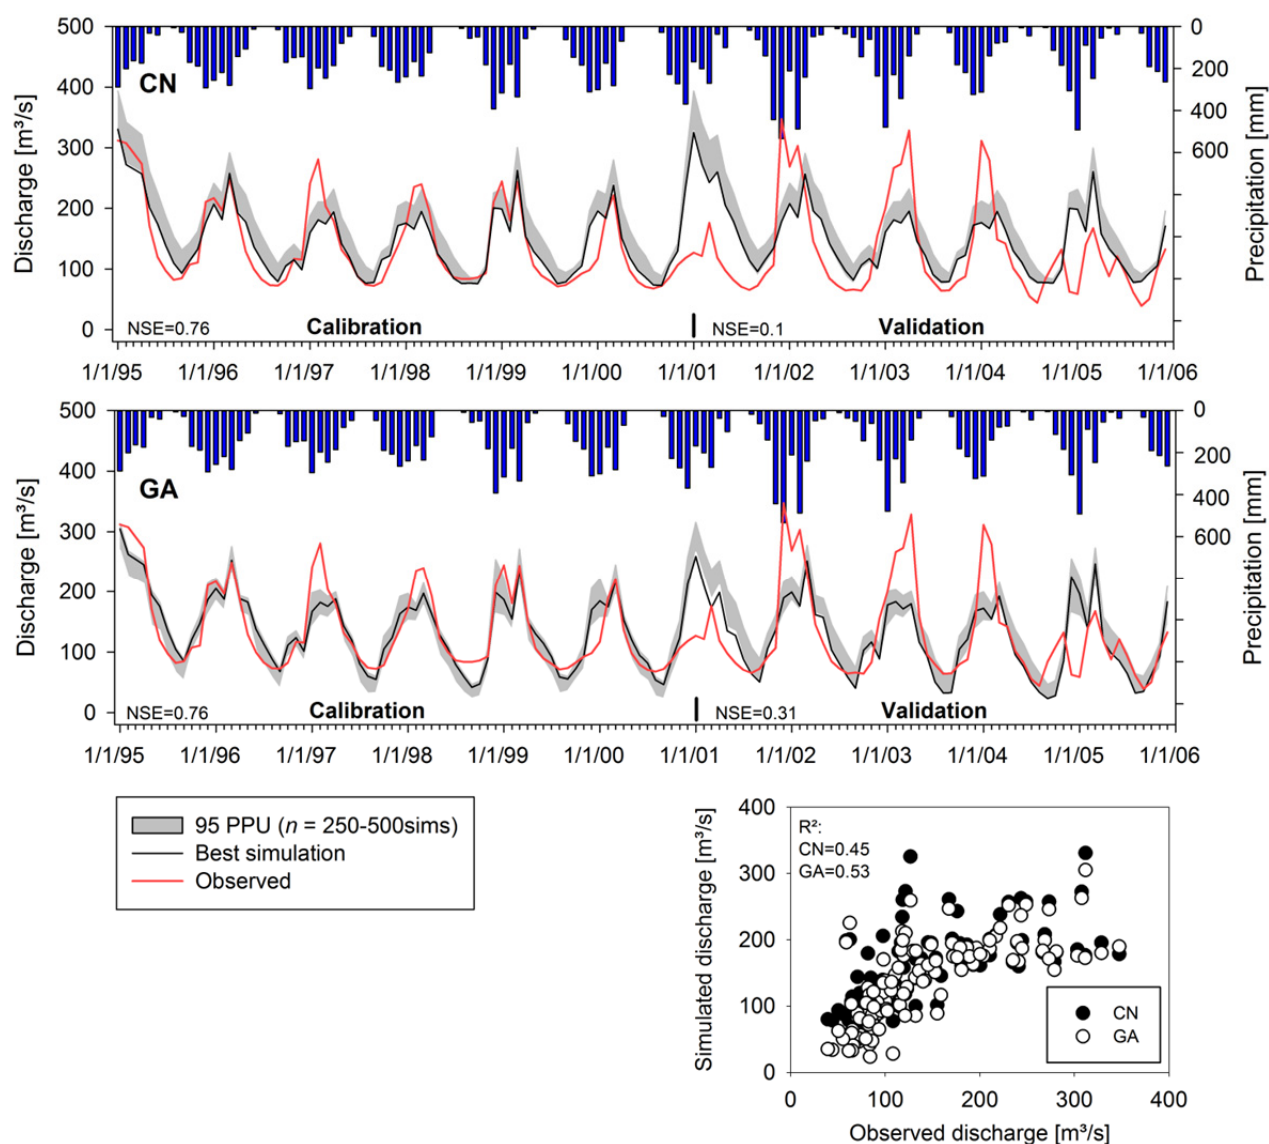 500
400
300
200
100
0
Discharge [m³/s]
CN
0
200
400
600
Precipitation [mm]
NSE=0.76
Calibration
NSE=0.1
Validation
1/1/95 1/1/96 1/1/97 1/1/98 1/1/99 1/1/00 1/1/01 1/1/02 1/1/03 1/1/04 1/1/05 1/1/06
500
400
300
200
100
0
Discharge [m³/s]
GA
0
200
400
600
Precipitation [mm]
NSE=0.76
Calibration
NSE=0.31
Validation
1/1/95 1/1/96 1/1/97 1/1/98 1/1/99 1/1/00 1/1/01 1/1/02 1/1/03 1/1/04 1/1/05 1/1/06
95 PPU (n = 250-500sims)
Best simulation
Observed
Simulated discharge [m³/s]
400
300
200
100
0
R²:
CN=0.45
GA=0.53
CN
GA
0 100 200 300 400
Observed discharge [m³/s]